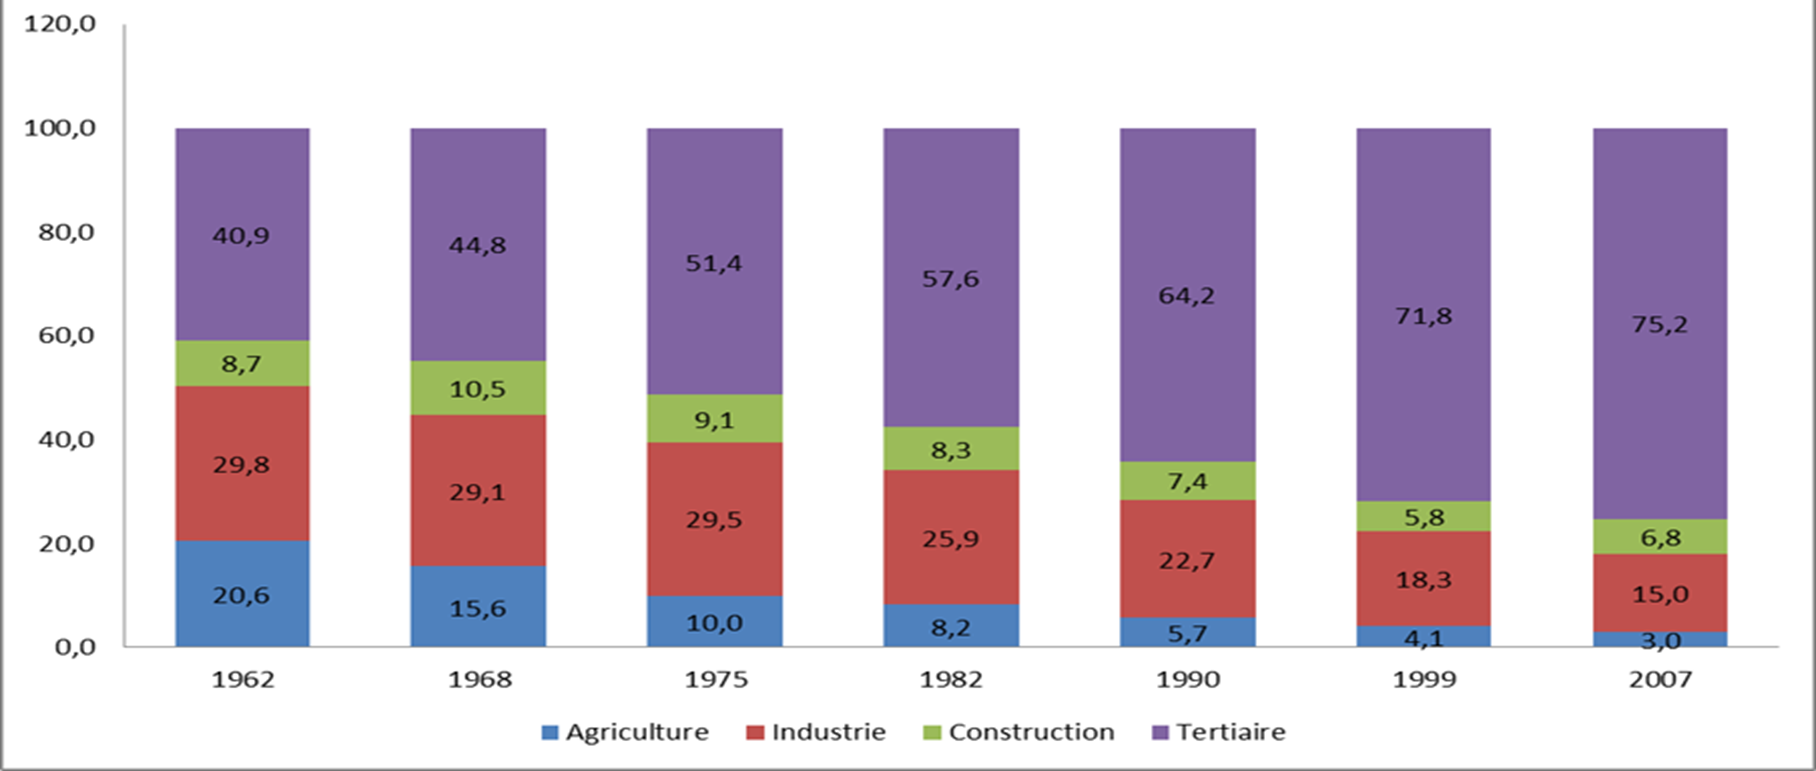 120,0
100,0
80,0
60,0
40,0
20,0
0,0
40,9 44,8 51,4 57,6 64,2 71,8 75,2
8,7 10,5 9,1 8,3 7,4 5,8 6,8
29,8 29,1 29,5 25,9 22,7 18,3 15,0
20,6 15,6 10,0 8,2 5,7 4,1 3,0
1962 1968 1975 1982 1990 1999 2007
Agriculture Industrie Construction Tertiaire